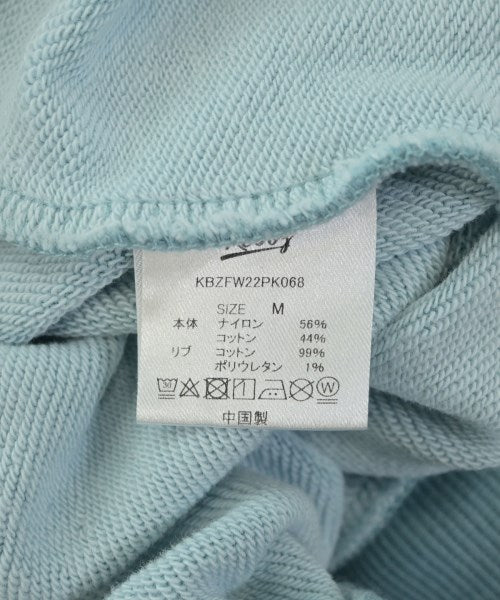 KBZFW22PK068
SIZE M
本体 ナイロン 56%
コットン 44%
リブ コットン 99%
ポリウレタン 1%
中国製